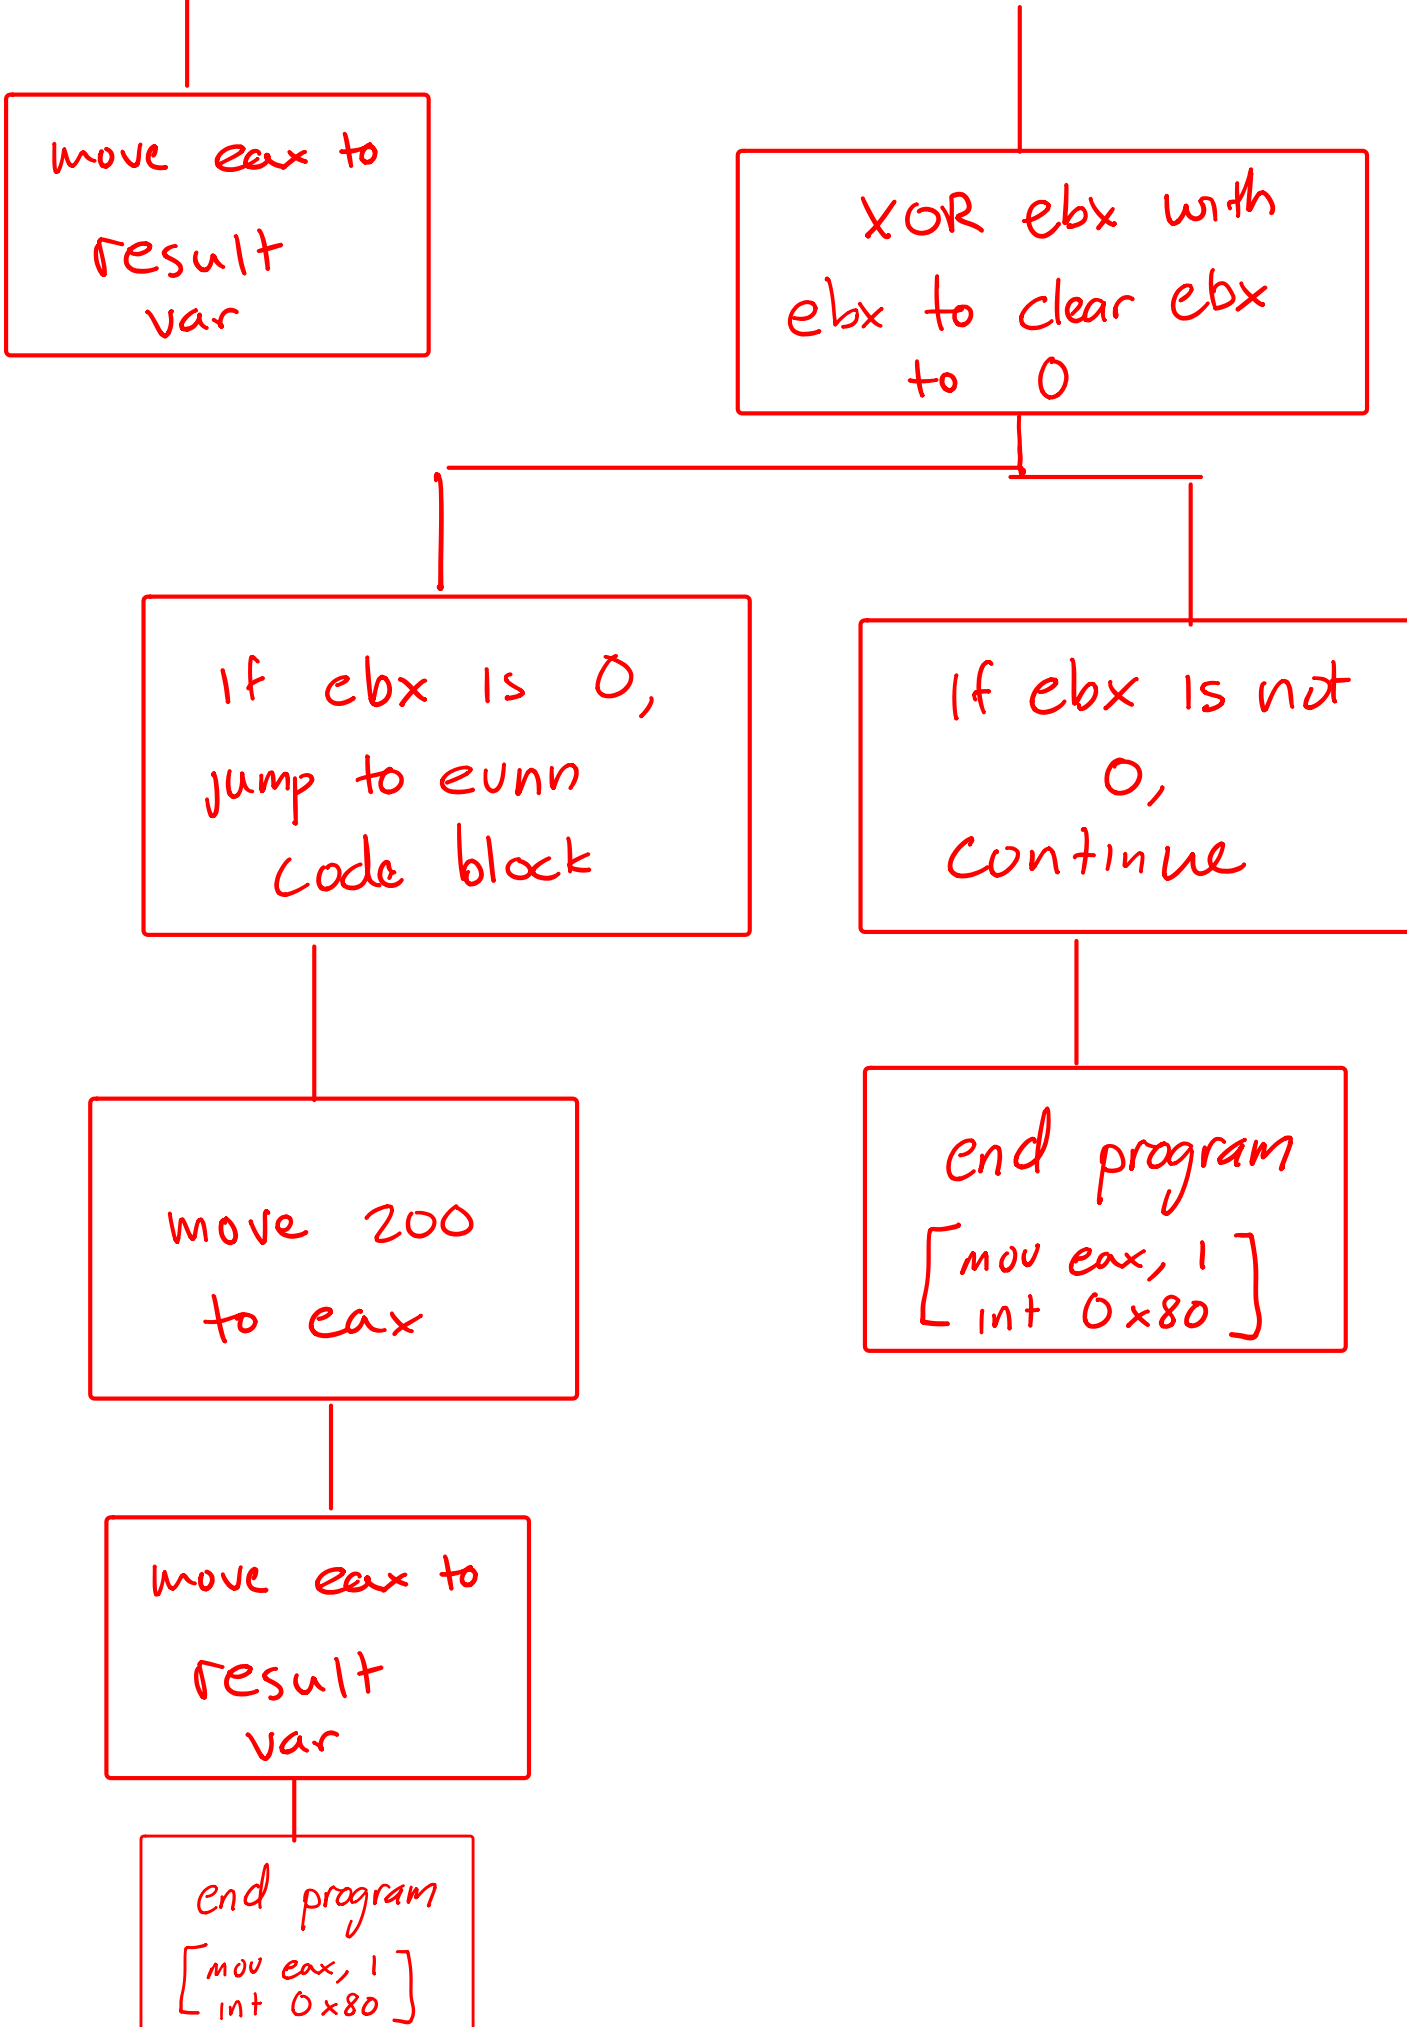 move eax to
result
var
XOR ebx with
ebx to clear ebx
to 0
If ebx is 0,
jump to evnn
code block
If ebx is not
0,
continue
move 200
to eax
end program
[mov eax, 1
int 0x80]
move eax to
result
var
end program
[mov eax, 1
int 0x80]